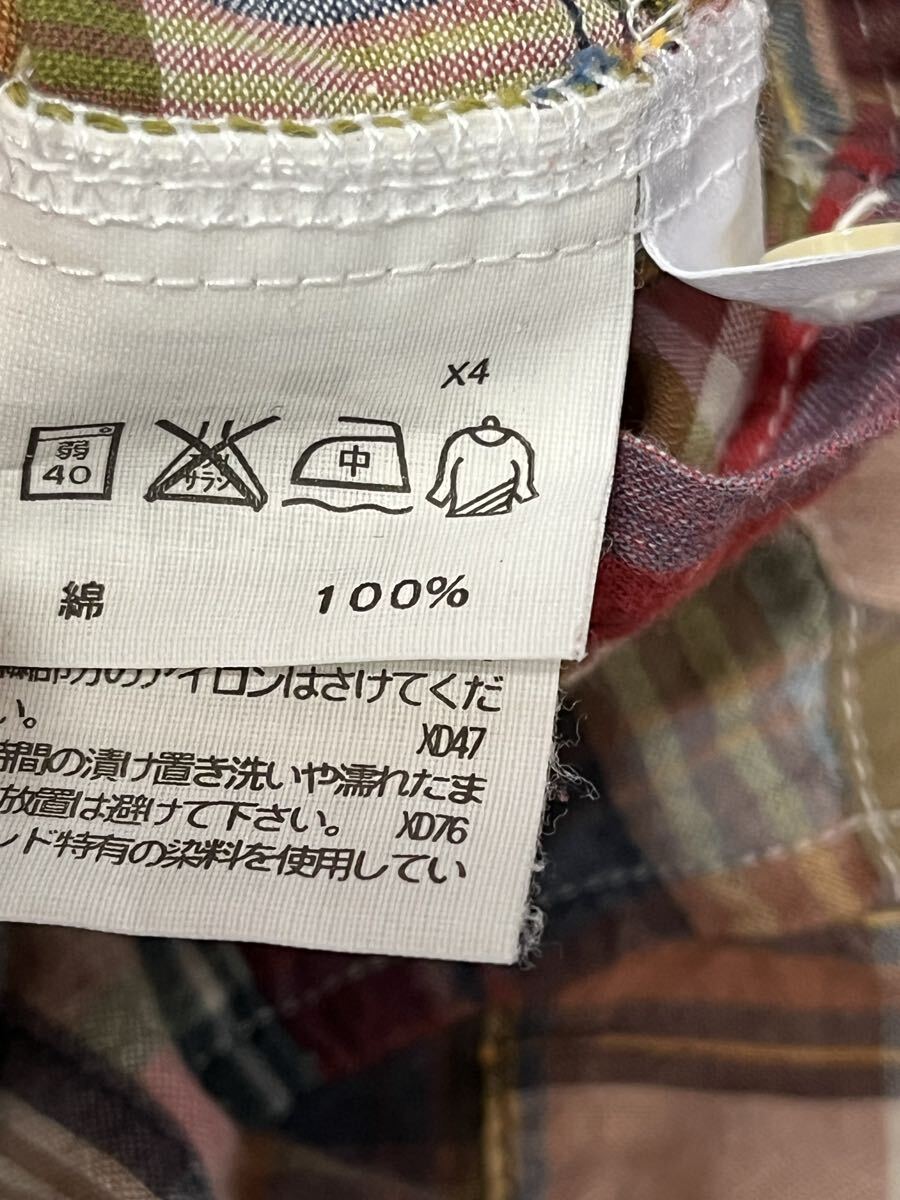 X4
弱
40
エンソ
サラシ
中
綿 100%
部分のアイロンはさけてくだ
い。
XD47
時間の漬け置き洗いや濡れたま
放置は避けて下さい。 XD76
ンド特有の染料を使用してい